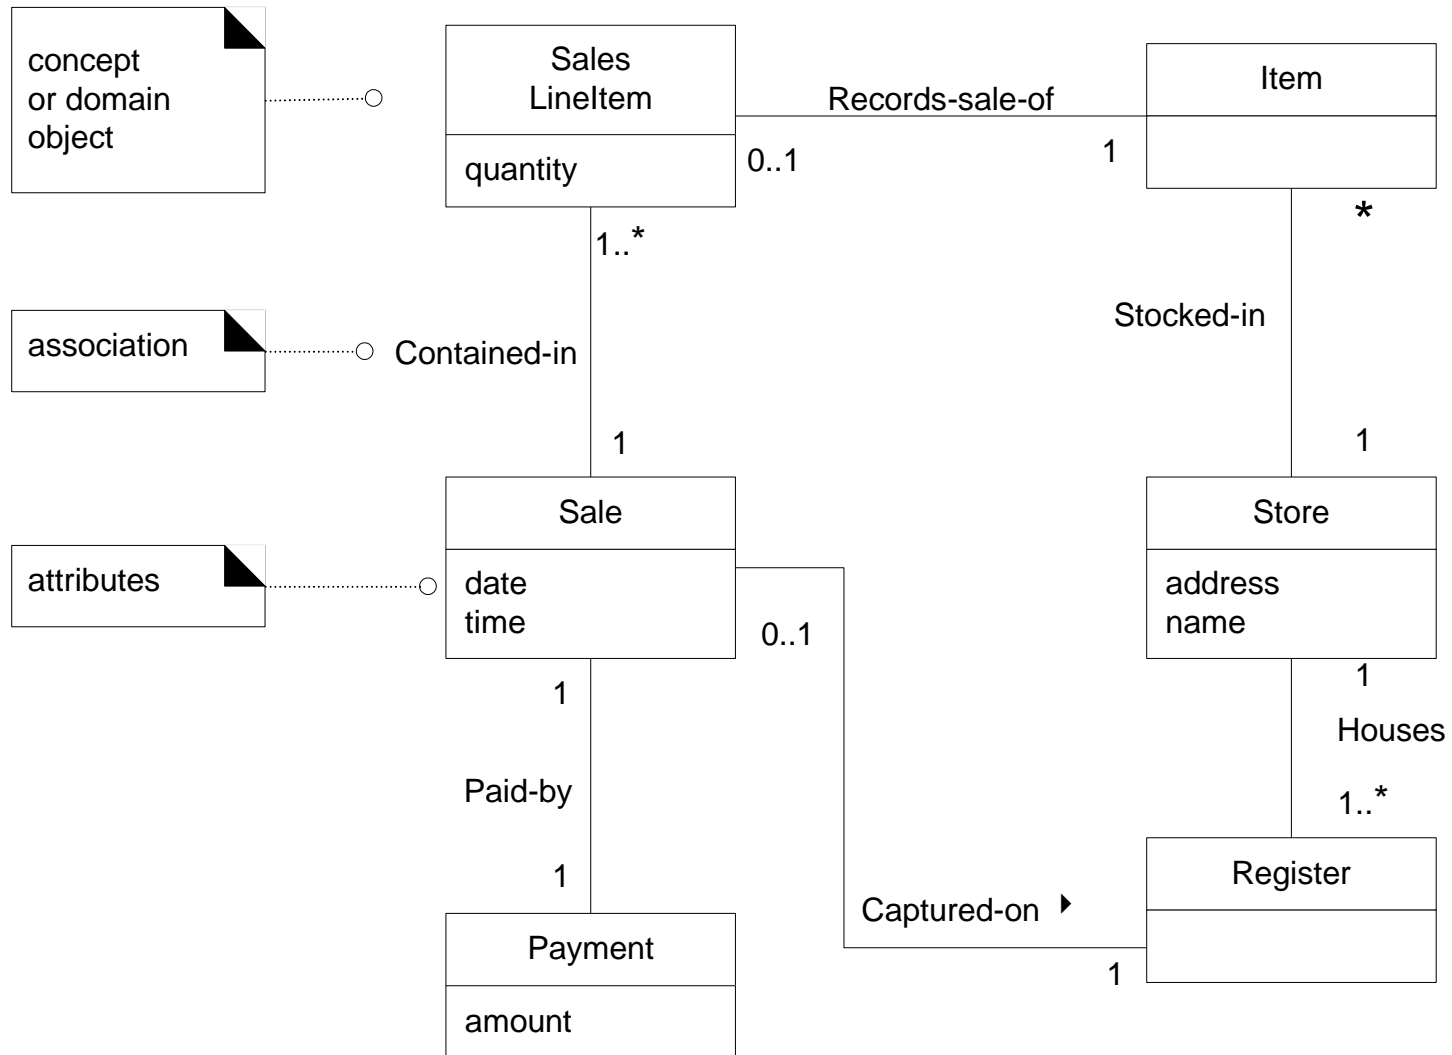 concept
or domain
object
Sales
LineItem
quantity
Records-sale-of
0..1
1
Item
*
1..*
Stocked-in
association
Contained-in
1
1
Sale
date
time
Store
address
name
attributes
0..1
1
1
Houses
Paid-by
1..*
1
Register
Captured-on
1
Payment
amount